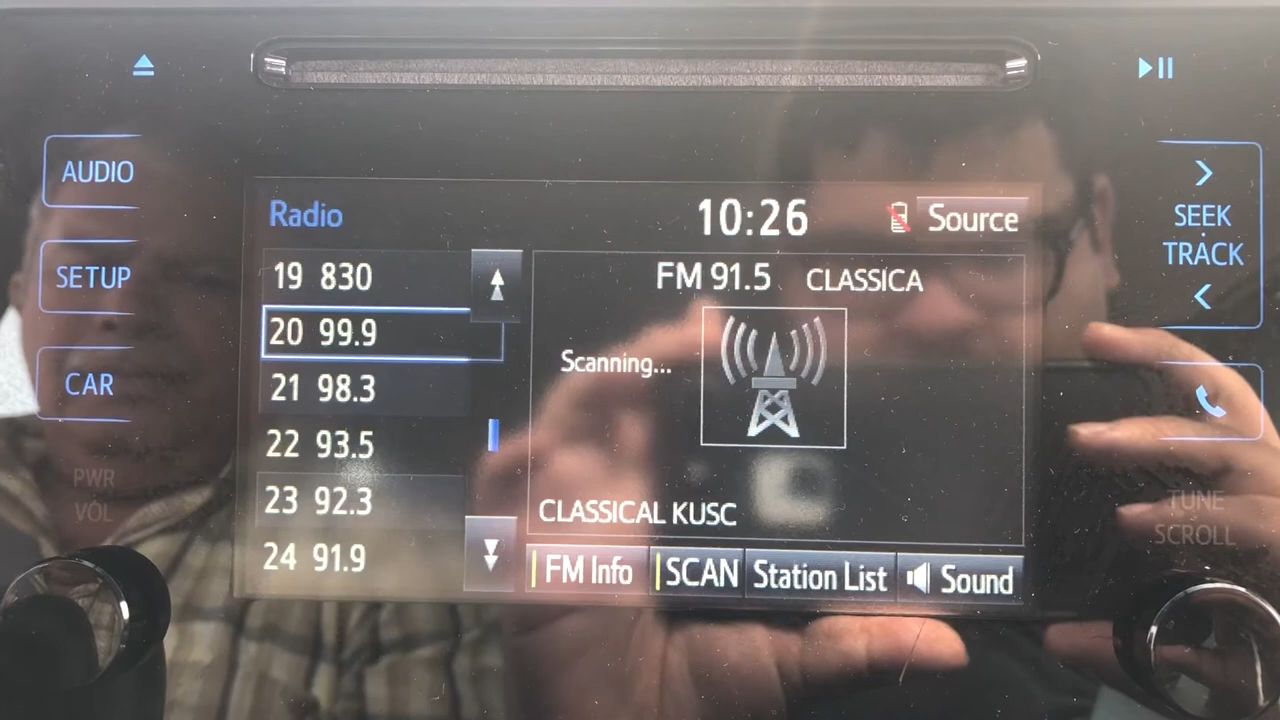 AUDIO
SETUP
CAR
PWR
VOL
Radio
10:26
Source
19 830
20 99.9
21 98.3
22 93.5
23 92.3
24 91.9
FM 91.5 CLASSICA
Scanning...
CLASSICAL KUSC
FM Info
SCAN
Station List
Sound
SEEK
TRACK
TUNE
SCROLL